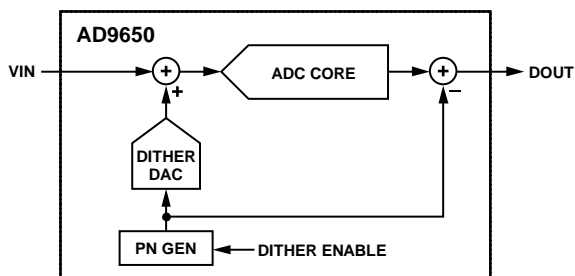 AD9650
VIN
+
ADC CORE
+
DOUT
+
–
DITHER
DAC
PN GEN
DITHER ENABLE